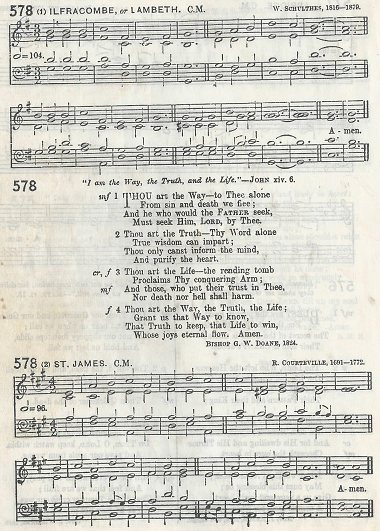 578 (1) ILFRACOMBE, or LAMBETH. C.M. W. SCHULTHES, 1816—1879.
=104.
A - men.
578 "I am the Way, the Truth, and the Life."—JOHN xiv. 6.
mf 1 THOU art the Way—to Thee alone
From sin and death we flee;
And he who would the FATHER seek,
Must seek Him, LORD, by Thee.
2 Thou art the Truth—Thy Word alone
True wisdom can impart;
Thou only canst inform the mind,
And purify the heart.
cr, f 3 Thou art the Life—the rending tomb
Proclaims Thy conquering Arm;
mf And those, who put their trust in Thee,
Nor death nor hell shall harm.
f 4 Thou art the Way, the Truth, the Life;
Grant us that Way to know,
That Truth to keep, that Life to win,
Whose joys eternal flow. Amen.
BISHOP G. W. DOANE, 1824.
578 (2) ST. JAMES. C.M. R. COURTEVILLE, 1691—1772.
=96.
A-men.